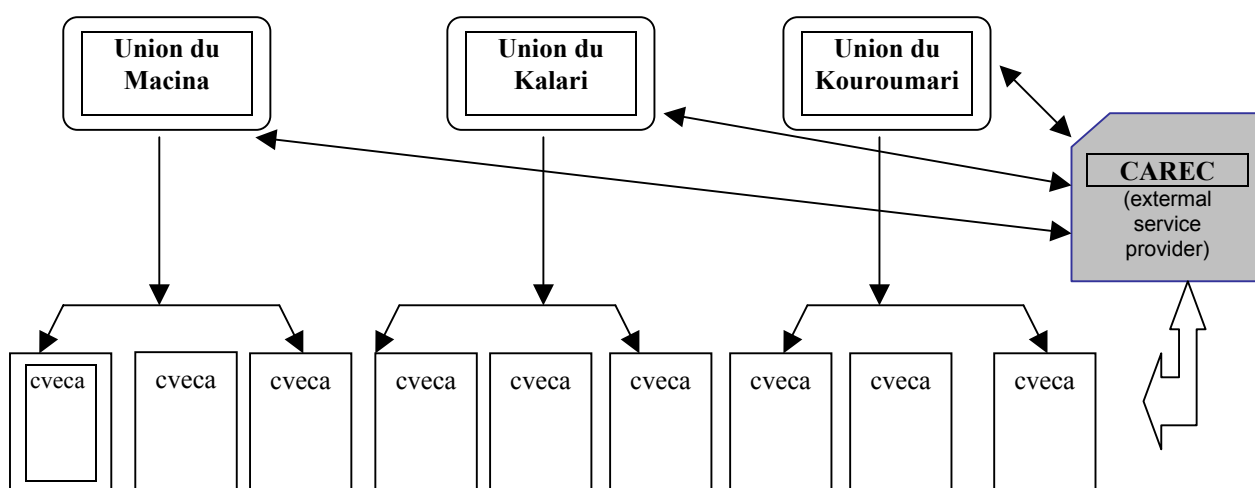 Union du
Macina
Union du
Kalari
Union du
Kouroumari
CAREC
(extermal
service
provider)
cveca
cveca
cveca
cveca
cveca
cveca
cveca
cveca
cveca